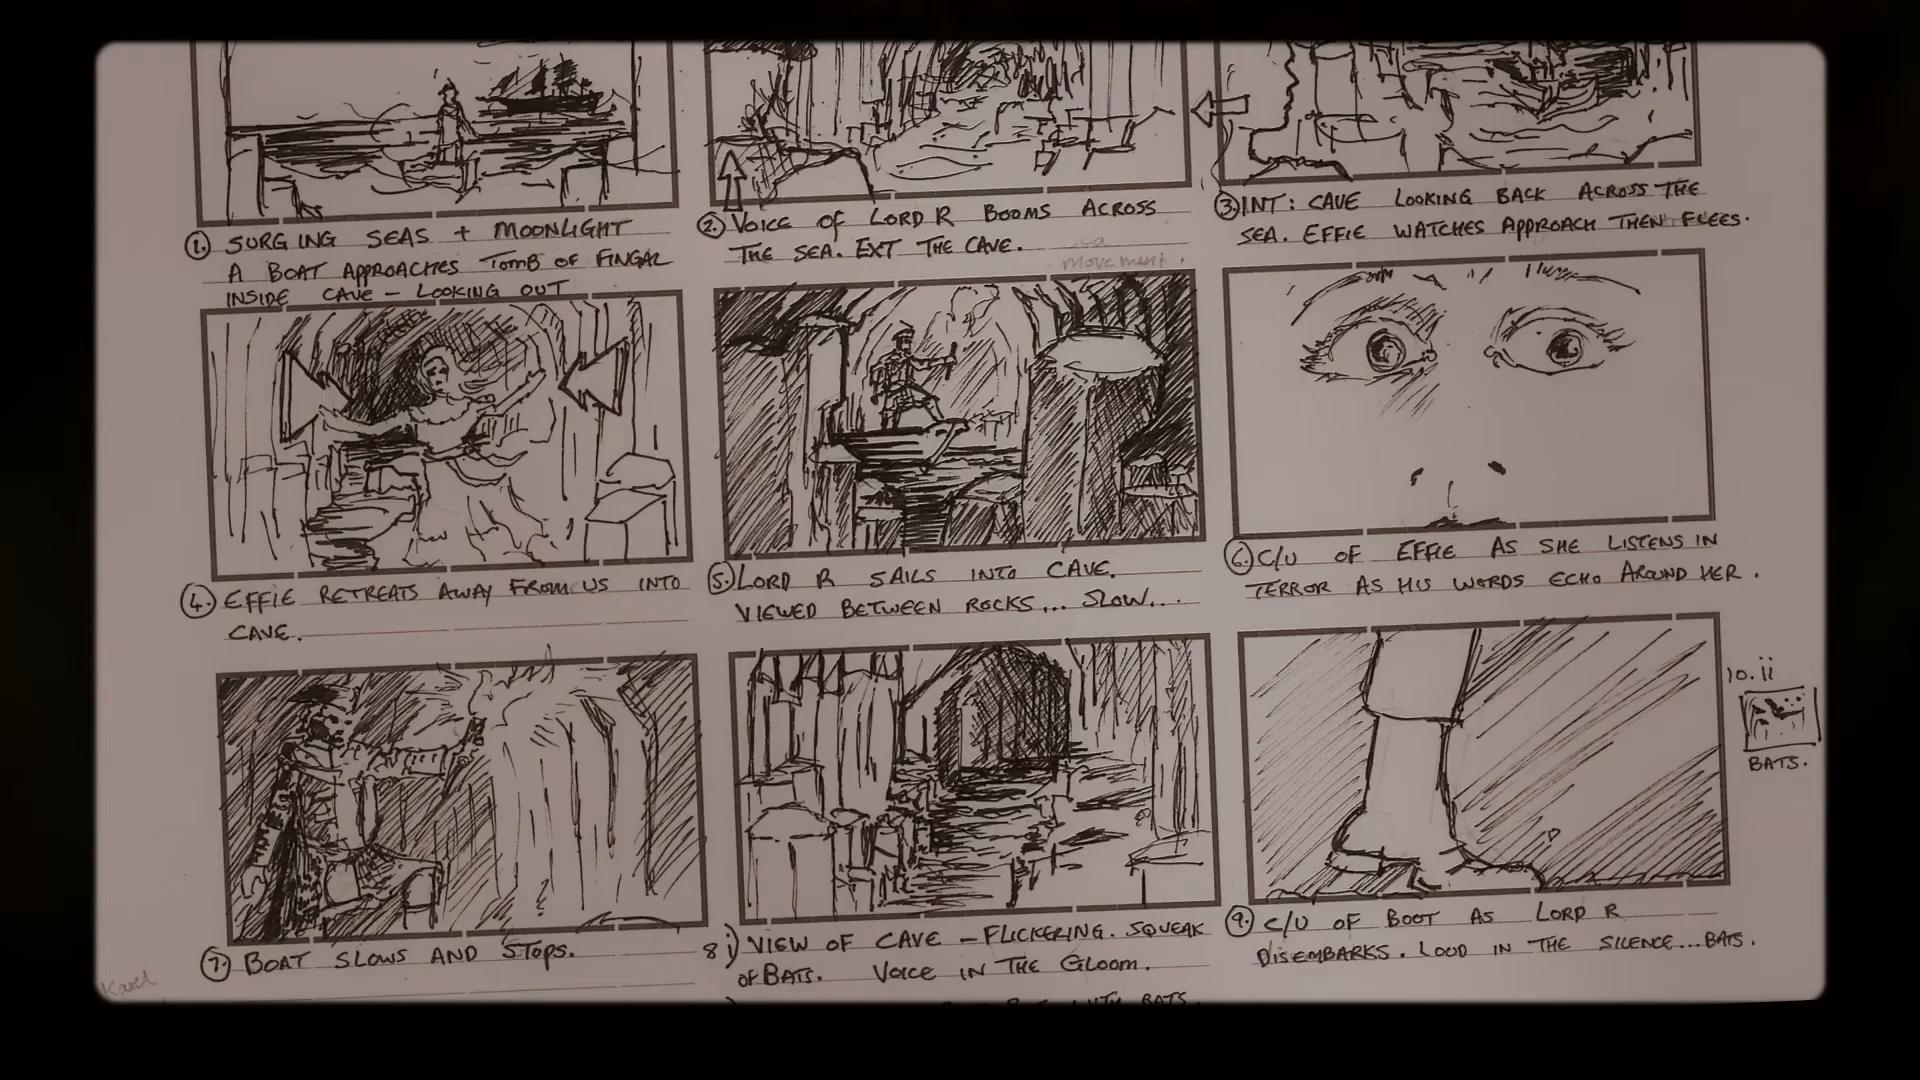 1. SURGING SEAS + MOONLIGHT
A BOAT APPROACHES TOMB OF FINGAL
INSIDE CAVE – LOOKING OUT
2. VOICE OF LORD R BOOMS ACROSS
THE SEA. EXT THE CAVE.
movement.
3. INT: CAVE LOOKING BACK ACROSS THE
SEA. EFFIE WATCHES APPROACH THEN FLEES.
4. EFFIE RETREATS AWAY FROM US INTO
CAVE.
5. LORD R SAILS INTO CAVE.
VIEWED BETWEEN ROCKS... SLOW...
6. C/U OF EFFIE AS SHE LISTENS IN
TERROR AS HIS WORDS ECHO AROUND HER.
7. BOAT SLOWS AND STOPS.
8 i) VIEW OF CAVE – FLICKERING. SQUEAK
OF BATS. VOICE IN THE GLOOM.
BATS.
9. C/U OF BOOT AS LORD R
DISEMBARKS. LOUD IN THE SILENCE... BATS.
10.ii
BATS.